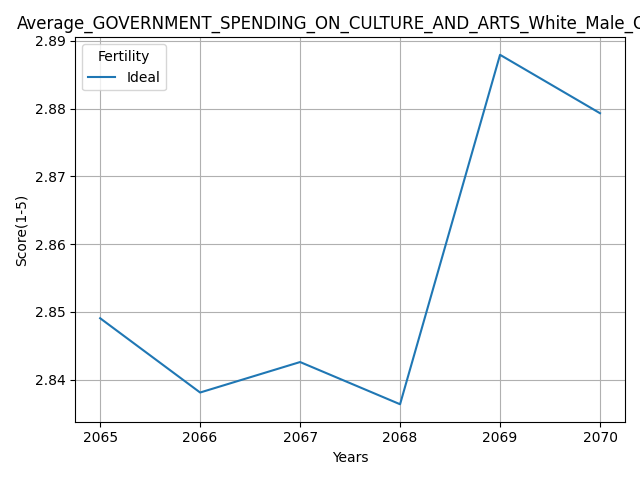 Average_GOVERNMENT_SPENDING_ON_CULTURE_AND_ARTS_White_Male_
Fertility
Ideal
2.89
2.88
2.87
2.86
2.85
2.84
Score(1-5)
2065 2066 2067 2068 2069 2070
Years